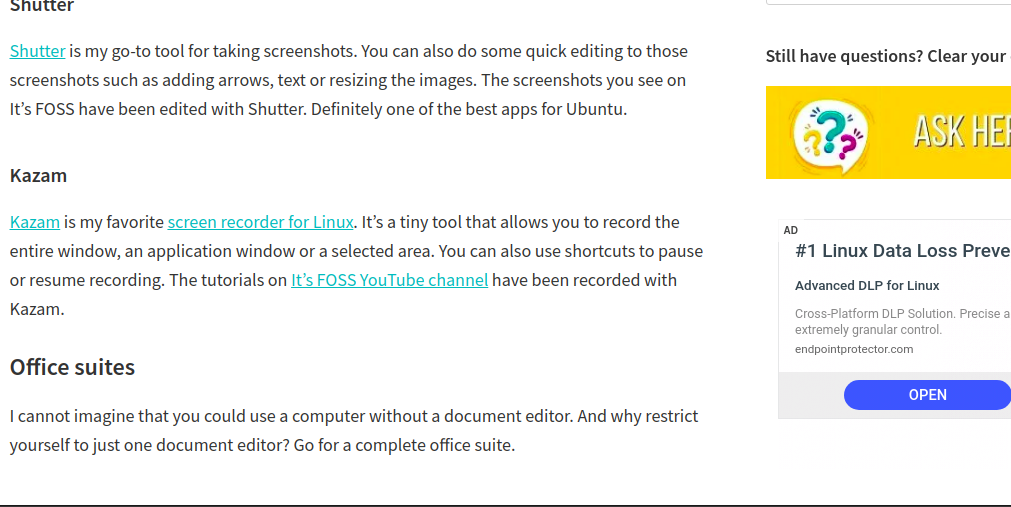 Shutter
Shutter is my go-to tool for taking screenshots. You can also do some quick editing to those
screenshots such as adding arrows, text or resizing the images. The screenshots you see on
It’s FOSS have been edited with Shutter. Definitely one of the best apps for Ubuntu.
Kazam
Kazam is my favorite screen recorder for Linux. It’s a tiny tool that allows you to record the
entire window, an application window or a selected area. You can also use shortcuts to pause
or resume recording. The tutorials on It’s FOSS YouTube channel have been recorded with
Kazam.
Office suites
I cannot imagine that you could use a computer without a document editor. And why restrict
yourself to just one document editor? Go for a complete office suite.
Still have questions? Clear your
ASK HE
AD
#1 Linux Data Loss Preve
Advanced DLP for Linux
Cross-Platform DLP Solution. Precise a
extremely granular control.
endpointprotector.com
OPEN